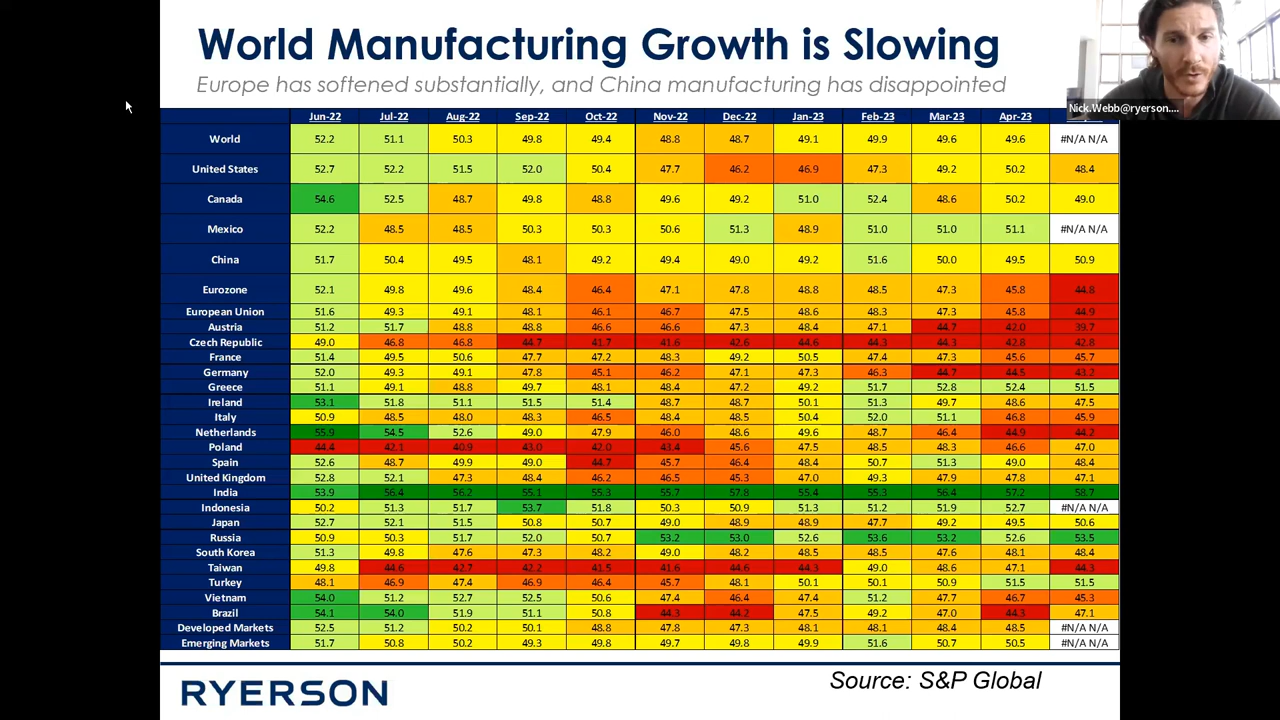 World Manufacturing Growth is Slowing
Europe has softened substantially, and China manufacturing has disappointed
Nick.Webb@ryerson....
Jun-22 Jul-22 Aug-22 Sep-22 Oct-22 Nov-22 Dec-22 Jan-23 Feb-23 Mar-23 Apr-23
World 52.2 51.1 50.3 49.8 49.4 48.8 48.7 49.1 49.9 49.6 49.6 #N/A N/A
United States 52.7 52.2 51.5 52.0 50.4 47.7 46.2 46.9 47.3 49.2 50.2 48.4
Canada 54.6 52.5 48.7 49.8 48.8 49.6 49.2 51.0 52.4 48.6 50.2 49.0
Mexico 52.2 48.5 48.5 50.3 50.3 50.6 51.3 48.9 51.0 51.0 51.1 #N/A N/A
China 51.7 50.4 49.5 48.1 49.2 49.4 49.0 49.2 51.6 50.0 49.5 50.9
Eurozone 52.1 49.8 49.6 48.4 46.4 47.1 47.8 48.8 48.5 47.3 45.8 44.8
European Union 51.6 49.3 49.1 48.1 46.1 46.7 47.5 48.6 48.3 47.3 45.8 44.9
Austria 51.2 51.7 48.8 48.8 46.6 46.6 47.3 48.4 47.1 44.7 42.0 39.7
Czech Republic 49.0 46.8 46.8 44.7 41.7 41.6 42.6 44.6 44.3 44.3 42.8 42.8
France 51.4 49.5 50.6 47.7 47.2 48.3 49.2 50.5 47.4 47.3 45.6 45.7
Germany 52.0 49.3 49.1 47.8 45.1 46.2 47.1 47.3 46.3 44.7 44.5 43.2
Greece 51.1 49.1 48.8 49.7 48.1 48.4 47.2 49.2 51.7 52.8 52.4 51.5
Ireland 53.1 51.8 51.1 51.5 51.4 48.7 48.7 50.1 51.3 49.7 48.6 47.5
Italy 50.9 48.5 48.0 48.3 46.5 48.4 48.5 50.4 52.0 51.1 46.8 45.9
Netherlands 55.9 54.5 52.6 49.0 47.9 46.0 48.6 49.6 48.7 46.4 44.9 44.2
Poland 44.4 42.1 40.9 43.0 42.0 43.4 45.6 47.5 48.5 48.3 46.6 47.0
Spain 52.6 48.7 49.9 49.0 44.7 45.7 46.4 48.4 50.7 51.3 49.0 48.4
United Kingdom 52.8 52.1 47.3 48.4 46.2 46.5 45.3 47.0 49.3 47.9 47.8 47.1
India 53.9 56.4 56.2 55.1 55.3 55.7 57.8 55.4 55.3 56.4 57.2 58.7
Indonesia 50.2 51.3 51.7 53.7 51.8 50.3 50.9 51.3 51.2 51.9 52.7 #N/A N/A
Japan 52.7 52.1 51.5 50.8 50.7 49.0 48.9 48.9 47.7 49.2 49.5 50.6
Russia 50.9 50.3 51.7 52.0 50.7 53.2 53.0 52.6 53.6 53.2 52.6 53.5
South Korea 51.3 49.8 47.6 47.3 48.2 49.0 48.2 48.5 48.5 47.6 48.1 48.4
Taiwan 49.8 44.6 42.7 42.2 41.5 41.6 44.6 44.3 49.0 48.6 47.1 44.3
Turkey 48.1 46.9 47.4 46.9 46.4 45.7 48.1 50.1 50.1 50.9 51.5 51.5
Vietnam 54.0 51.2 52.7 52.5 50.6 47.4 46.4 47.4 51.2 47.7 46.7 45.3
Brazil 54.1 54.0 51.9 51.1 50.8 44.3 44.2 47.5 49.2 47.0 44.3 47.1
Developed Markets 52.5 51.2 50.2 50.1 48.8 47.8 47.3 48.1 48.1 48.4 48.5 #N/A N/A
Emerging Markets 51.7 50.8 50.2 49.3 49.8 49.7 49.8 49.9 51.6 50.7 50.5 #N/A N/A
RYERSON
Source: S&P Global